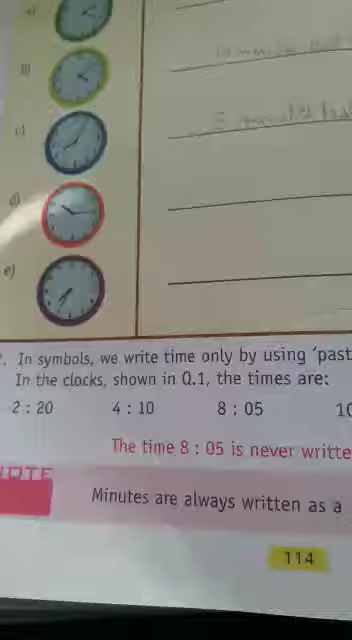 b)
c)
d)
e)
In symbols, we write time only by using 'past
In the clocks, shown in Q.1, the times are:
2 : 20 4 : 10 8 : 05 10
The time 8 : 05 is never writte
NOTE
Minutes are always written as a
114